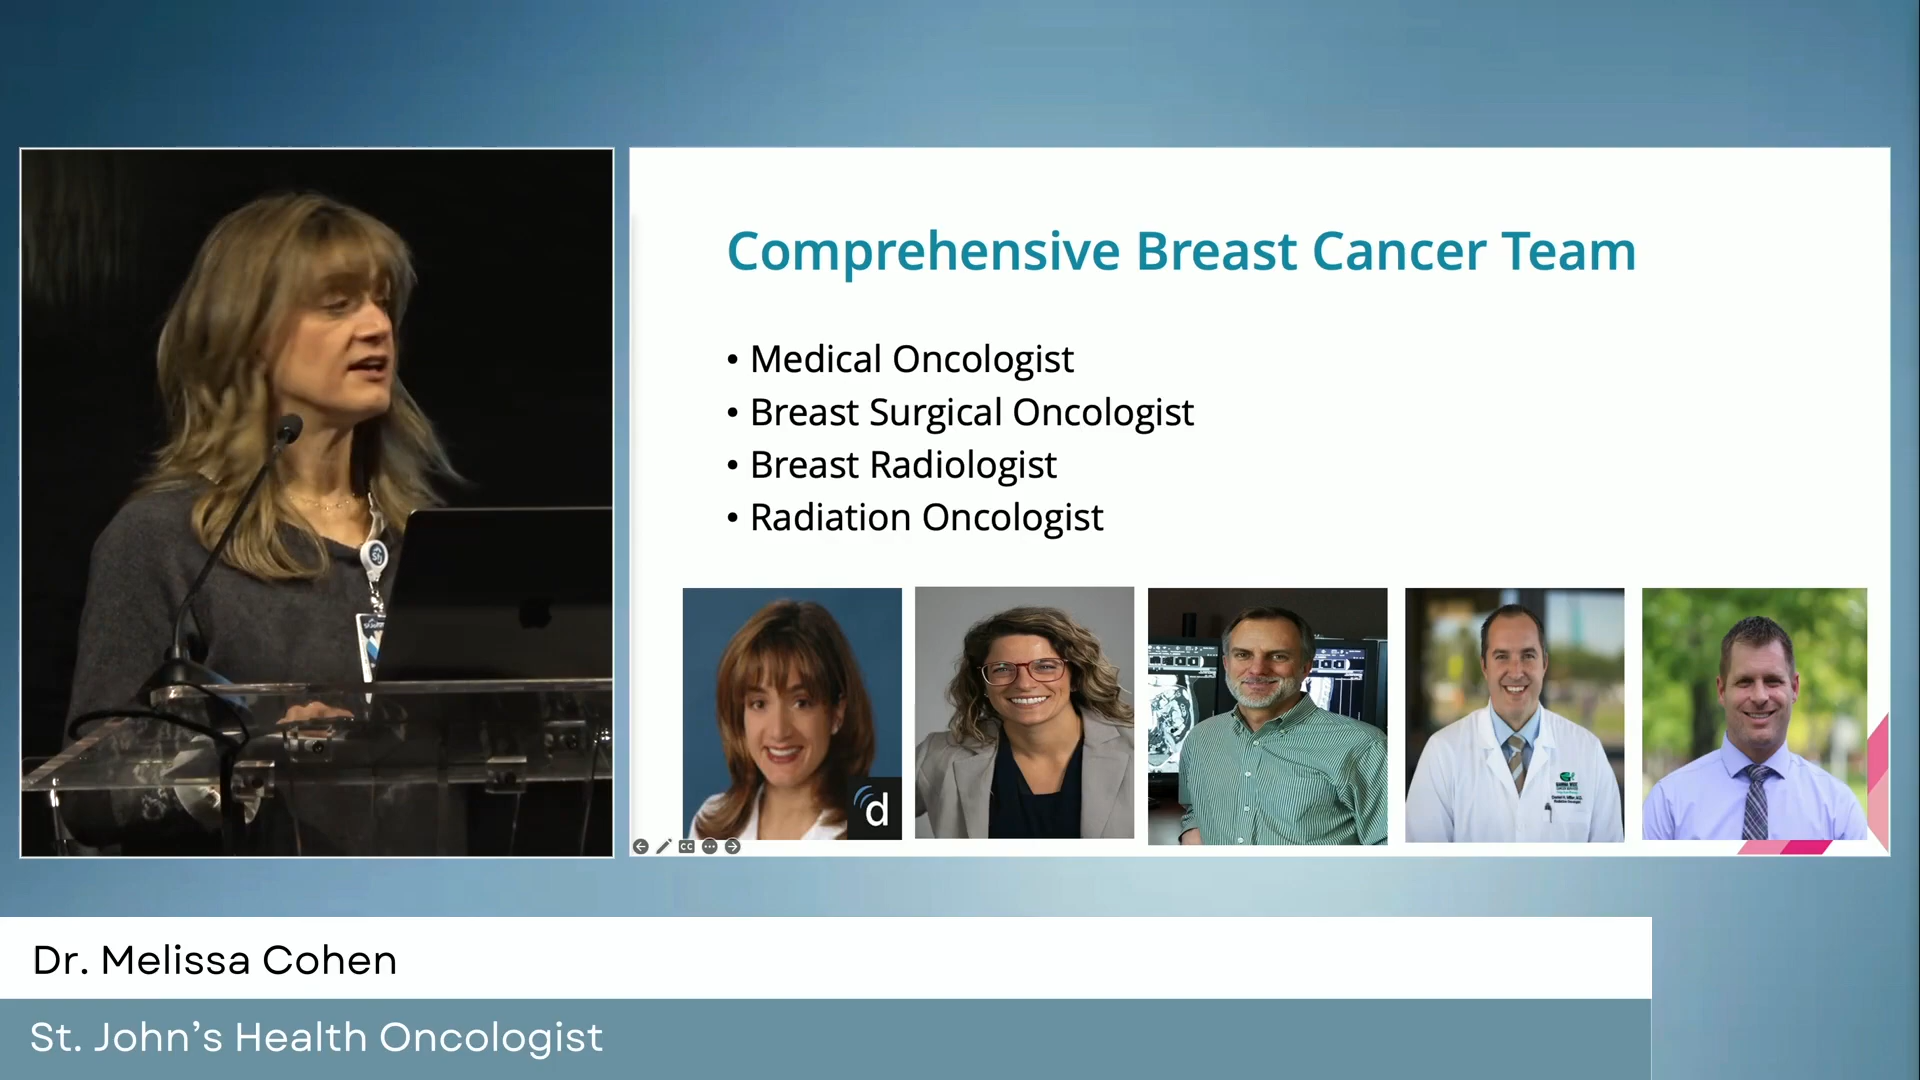 Comprehensive Breast Cancer Team
• Medical Oncologist
• Breast Surgical Oncologist
• Breast Radiologist
• Radiation Oncologist
d
cc
Dr. Melissa Cohen
St. John’s Health Oncologist